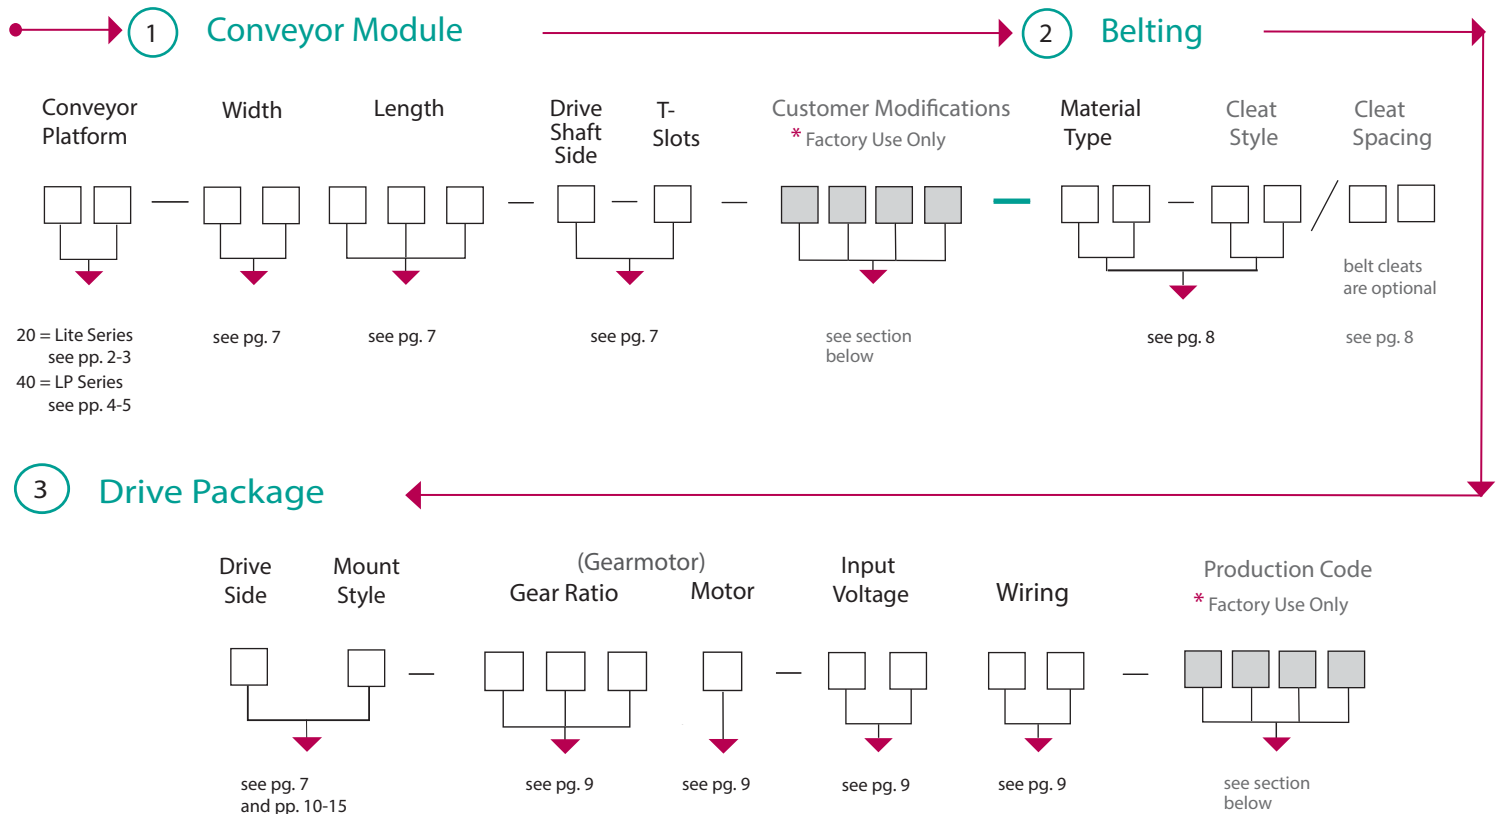 1 Conveyor Module
2 Belting
Conveyor
Platform
Width
Length
Drive
Shaft
Side
T-
Slots
Customer Modifications
* Factory Use Only
Material
Type
Cleat
Style
Cleat
Spacing
— — — — — — /
belt cleats
are optional
20 = Lite Series
see pp. 2-3
40 = LP Series
see pp. 4-5
see pg. 7
see pg. 7
see pg. 7
see section
below
see pg. 8
see pg. 8
3 Drive Package
Drive
Side
Mount
Style
(Gearmotor)
Gear Ratio
Motor
Input
Voltage
Wiring
Production Code
* Factory Use Only
— — —
see pg. 7
and pp. 10-15
see pg. 9
see pg. 9
see pg. 9
see pg. 9
see section
below